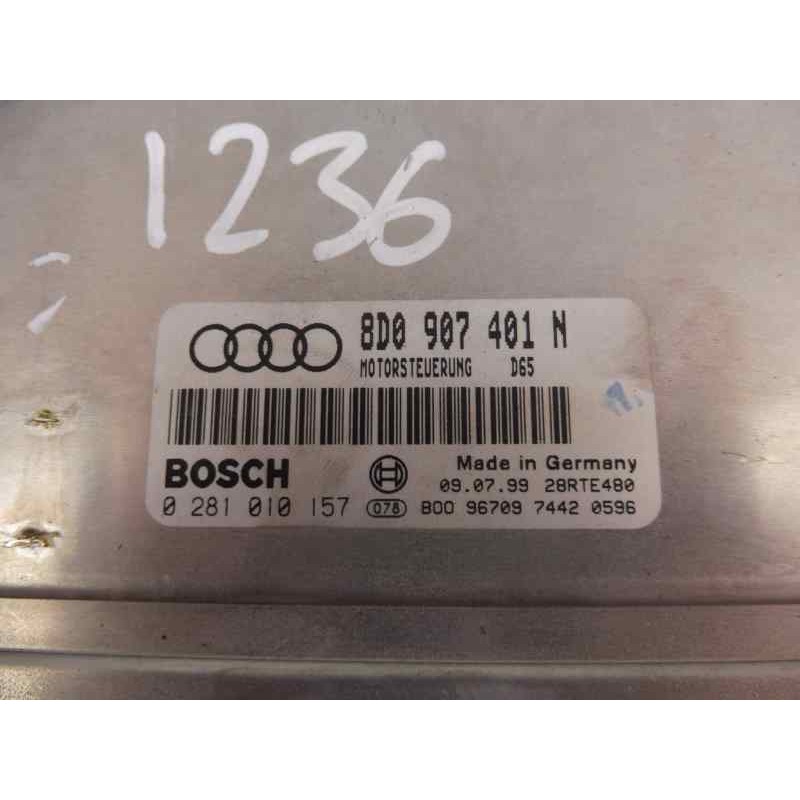 1236
8D0 907 401 N
MOTORSTEUERUNG D65
BOSCH
Made in Germany
09.07.99 28RTE480
0 281 010 157 078 B00 96709 7442 0596